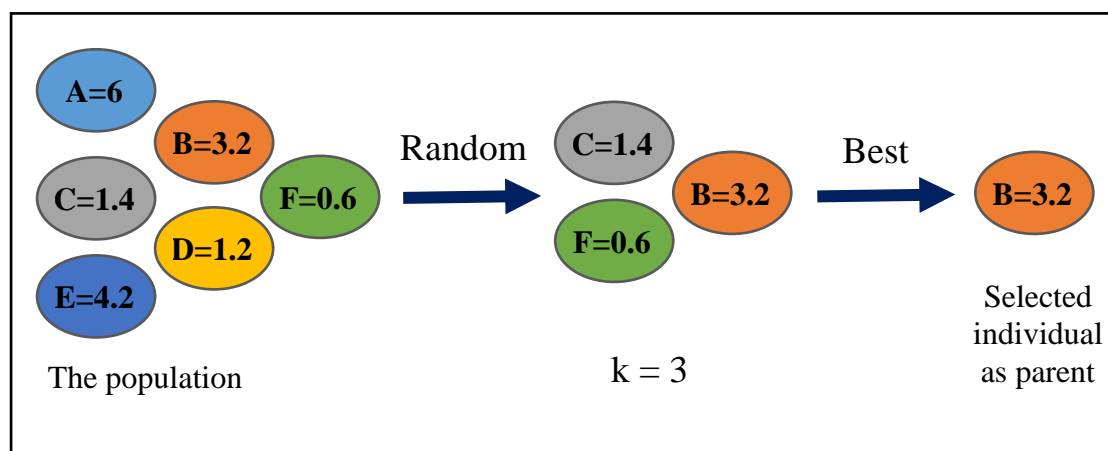 A=6
B=3.2
C=1.4
F=0.6
D=1.2
E=4.2
The population
Random
C=1.4
B=3.2
F=0.6
k = 3
Best
B=3.2
Selected
individual
as parent